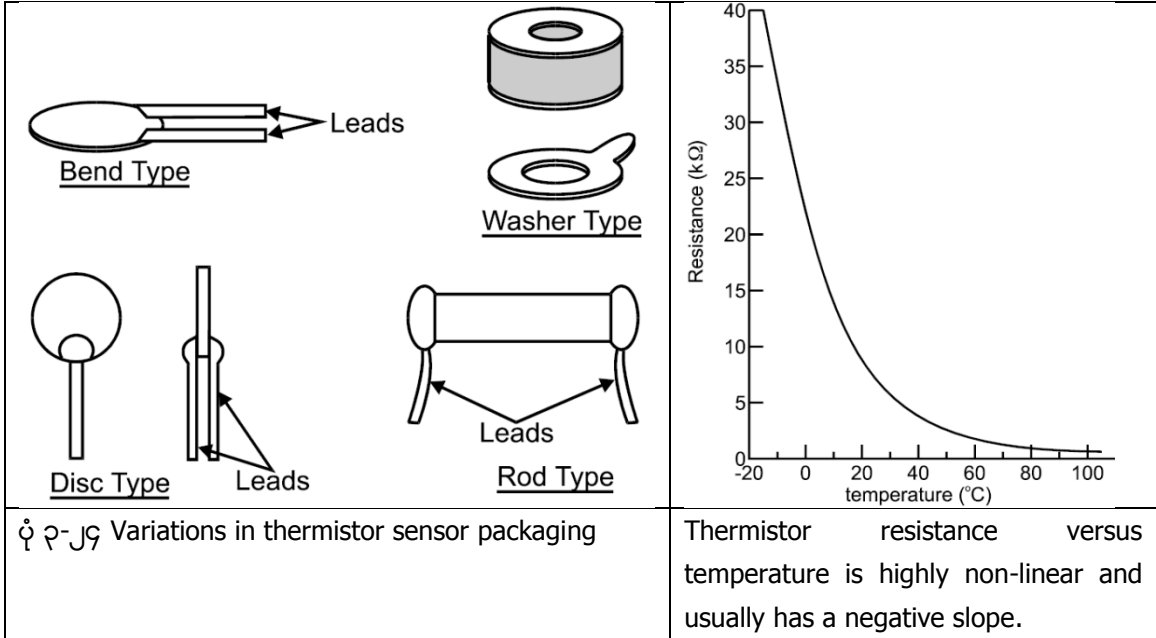 Leads
Bend Type
Washer Type
Disc Type
Leads
Leads
Rod Type
40
35
30
25
20
15
10
5
0
Resistance (kΩ)
-20 0 20 40 60 80 100
temperature (°C)
ပုံ ၃-၂၄ Variations in thermistor sensor packaging
Thermistor resistance versus
temperature is highly non-linear and
usually has a negative slope.